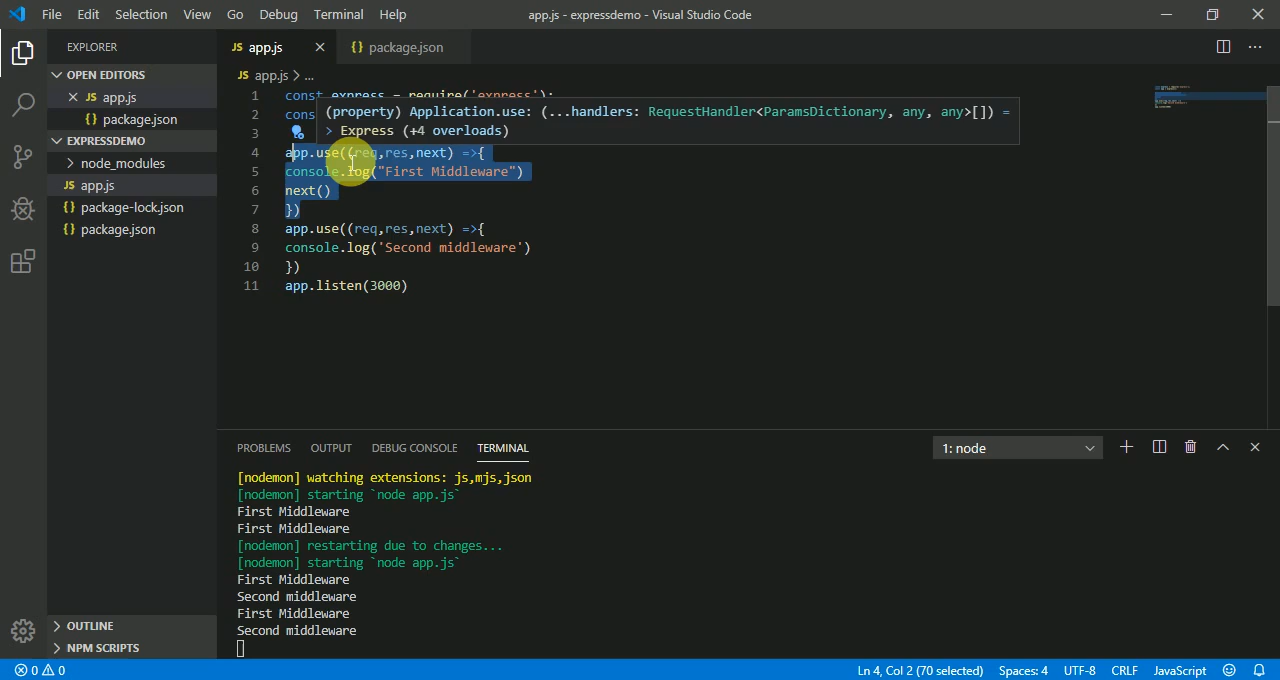 File Edit Selection View Go Debug Terminal Help app.js - expressdemo - Visual Studio Code
EXPLORER
OPEN EDITORS
JS app.js
{} package.json
EXPRESSDEMO
node_modules
JS app.js
{} package-lock.json
{} package.json
OUTLINE
NPM SCRIPTS
JS app.js
{} package.json
JS app.js > ...
1 const express = require('express');
2 cons
(property) Application.use: (...handlers: RequestHandler<ParamsDictionary, any, any>[]) =
> Express (+4 overloads)
3
4 app.use((req,res,next) =>{
5 console.log("First Middleware")
6 next()
7 })
8 app.use((req,res,next) =>{
9 console.log('Second middleware')
10 })
11 app.listen(3000)
PROBLEMS OUTPUT DEBUG CONSOLE TERMINAL 1: node
[nodemon] watching extensions: js,mjs,json
[nodemon] starting `node app.js`
First Middleware
First Middleware
[nodemon] restarting due to changes...
[nodemon] starting `node app.js`
First Middleware
Second middleware
First Middleware
Second middleware
0 0 Ln 4, Col 2 (70 selected) Spaces: 4 UTF-8 CRLF JavaScript